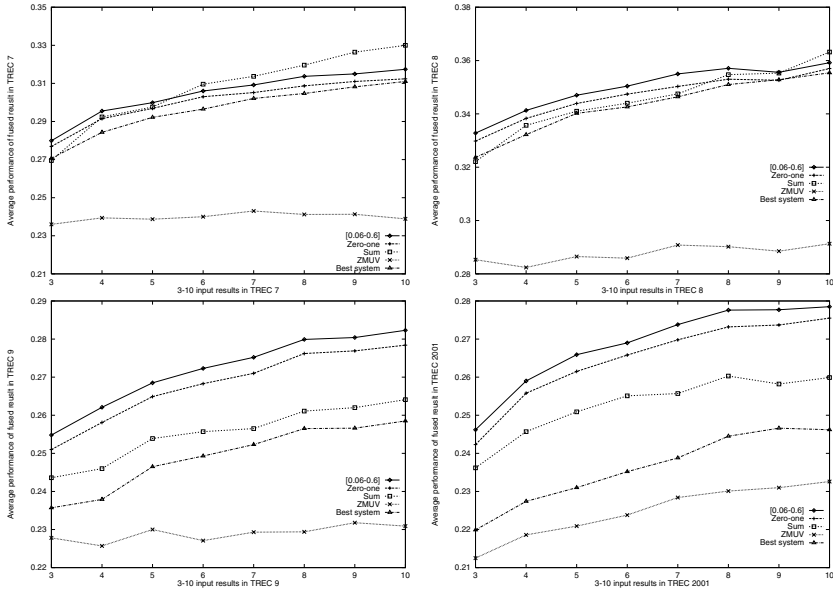 0.35
0.33
0.31
0.29
0.27
0.25
0.23
0.21
Average performance of fused reuslt in TREC 7
3 4 5 6 7 8 9 10
3-10 input results in TREC 7
[0.06-0.6]
Zero-one
Sum
ZMUV
Best system
0.38
0.36
0.34
0.32
0.3
0.28
Average performance of fused reuslt in TREC 8
3 4 5 6 7 8 9 10
3-10 input results in TREC 8
[0.06-0.6]
Zero-one
Sum
ZMUV
Best system
0.29
0.28
0.27
0.26
0.25
0.24
0.23
0.22
Average performance of fused reuslt in TREC 9
3 4 5 6 7 8 9 10
3-10 input results in TREC 9
[0.06-0.6]
Zero-one
Sum
ZMUV
Best system
0.28
0.27
0.26
0.25
0.24
0.23
0.22
0.21
Average performance of fused reuslt in TREC 2001
3 4 5 6 7 8 9 10
3-10 input results in TREC 2001
[0.06-0.6]
Zero-one
Sum
ZMUV
Best system